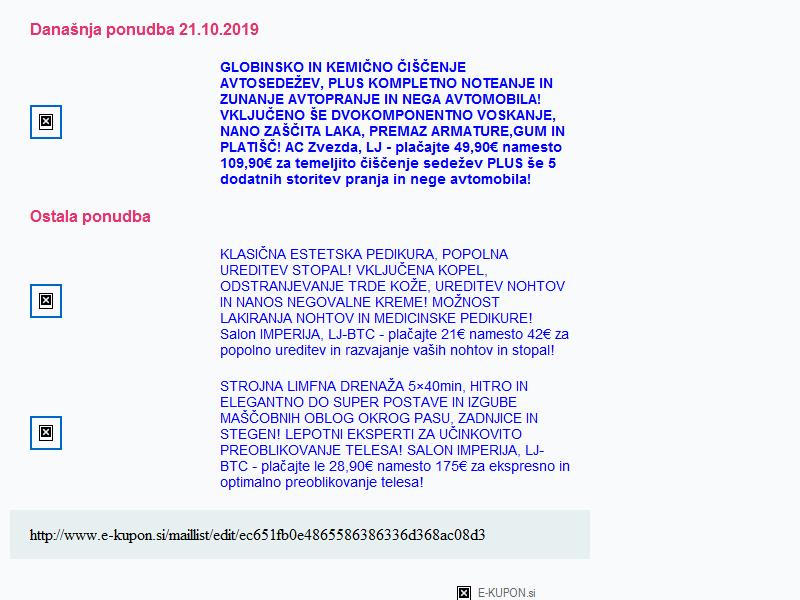 Današnja ponudba 21.10.2019
GLOBINSKO IN KEMIČNO ČIŠČENJE
AVTOSEDEŽEV, PLUS KOMPLETNO NOTEANJE IN
ZUNANJE AVTOPRANJE IN NEGA AVTOMOBILA!
VKLJUČENO ŠE DVOKOMPONENTNO VOSKANJE,
NANO ZAŠČITA LAKA, PREMAZ ARMATURE,GUM IN
PLATIŠČ! AC Zvezda, LJ - plačajte 49,90€ namesto
109,90€ za temeljito čiščenje sedežev PLUS še 5
dodatnih storitev pranja in nege avtomobila!
Ostala ponudba
KLASIČNA ESTETSKA PEDIKURA, POPOLNA
UREDITEV STOPAL! VKLJUČENA KOPEL,
ODSTRANJEVANJE TRDE KOŽE, UREDITEV NOHTOV
IN NANOS NEGOVALNE KREME! MOŽNOST
LAKIRANJA NOHTOV IN MEDICINSKE PEDIKURE!
Salon IMPERIJA, LJ-BTC - plačajte 21€ namesto 42€ za
popolno ureditev in razvajanje vaših nohtov in stopal!
STROJNA LIMFNA DRENAŽA 5×40min, HITRO IN
ELEGANTNO DO SUPER POSTAVE IN IZGUBE
MAŠČOBNIH OBLOG OKROG PASU, ZADNJICE IN
STEGEN! LEPOTNI EKSPERTI ZA UČINKOVITO
PREOBLIKOVANJE TELESA! SALON IMPERIJA, LJ-
BTC - plačajte le 28,90€ namesto 175€ za ekspresno in
optimalno preoblikovanje telesa!
http://www.e-kupon.si/maillist/edit/ec651fb0e4865586386336d368ac08d3
E-KUPON.si